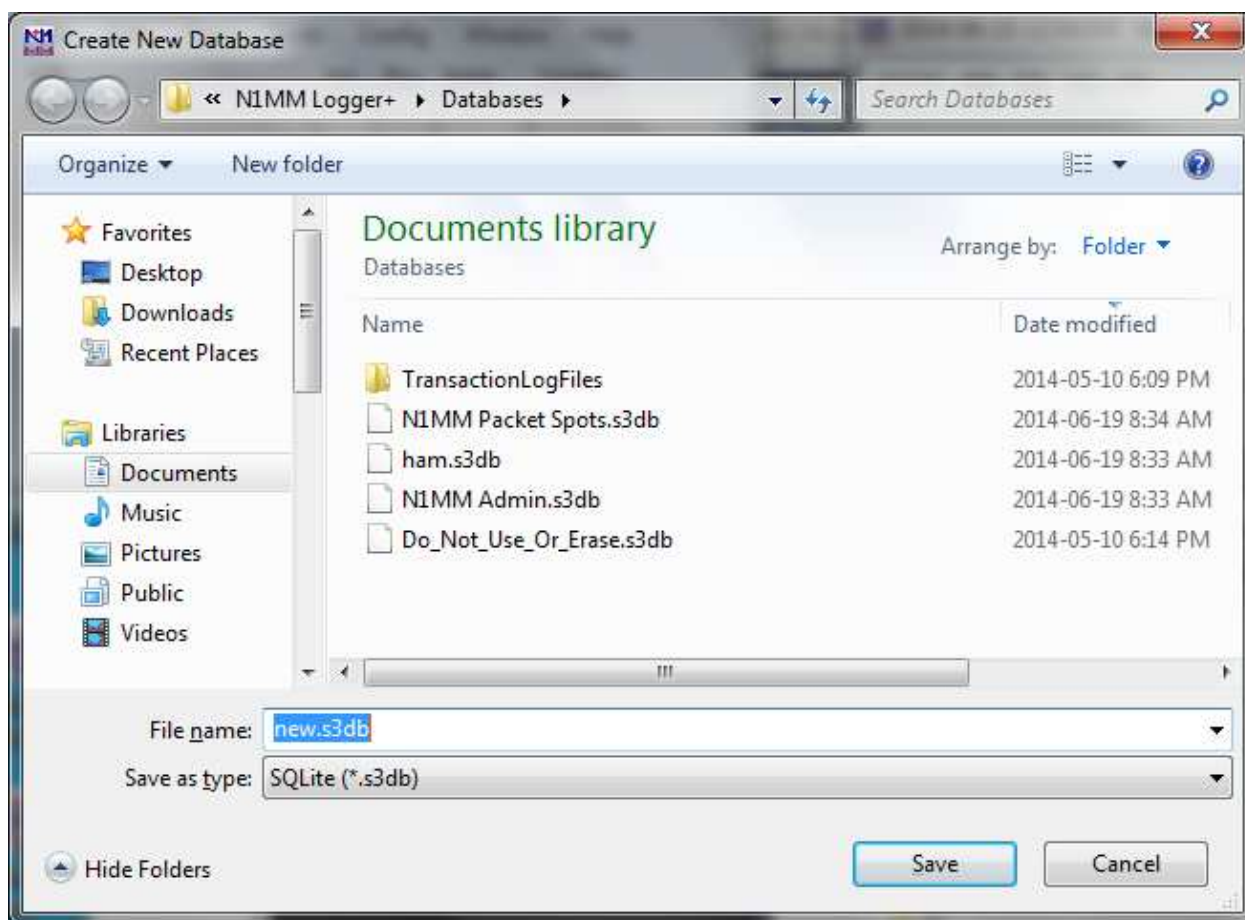 Create New Database
« N1MM Logger+ Databases Search Databases
Organize New folder
Favorites
Desktop
Downloads
Recent Places
Libraries
Documents
Music
Pictures
Public
Videos
Documents library
Databases
Arrange by: Folder
Name Date modified
TransactionLogFiles 2014-05-10 6:09 PM
N1MM Packet Spots.s3db 2014-06-19 8:34 AM
ham.s3db 2014-06-19 8:33 AM
N1MM Admin.s3db 2014-06-19 8:33 AM
Do_Not_Use_Or_Erase.s3db 2014-05-10 6:14 PM
File name: new.s3db
Save as type: SQLite (*.s3db)
Hide Folders Save Cancel